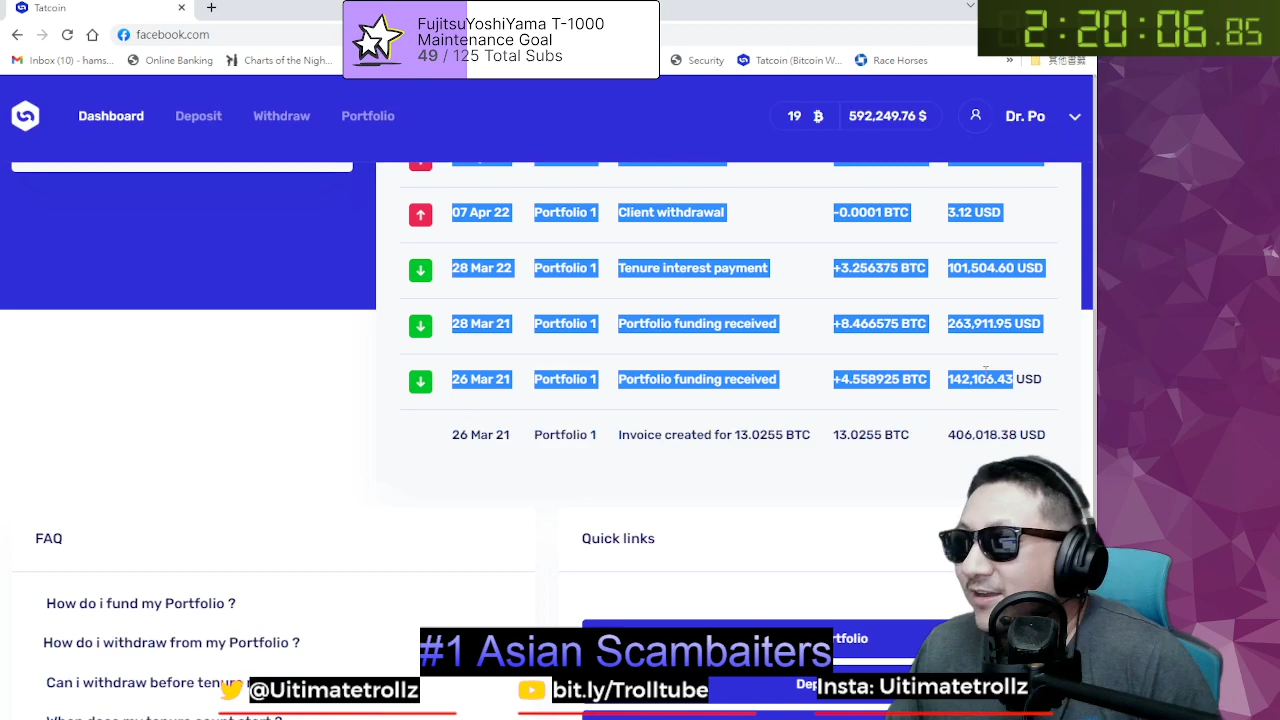 Tatcoin
FujitsuYoshiYama T-1000
Maintenance Goal
49 / 125 Total Subs
2:20:06.85
facebook.com
Inbox (10) - hams...
Online Banking
Charts of the Nigh...
Security
Tatcoin (Bitcoin W...
Race Horses
»
其他書籤
Dashboard
Deposit
Withdraw
Portfolio
19
592,249.76 $
Dr. Po
07 Apr 22 Portfolio 1 Client withdrawal -0.0001 BTC 3.12 USD
28 Mar 22 Portfolio 1 Tenure interest payment +3.256375 BTC 101,504.60 USD
28 Mar 21 Portfolio 1 Portfolio funding received +8.466575 BTC 263,911.95 USD
26 Mar 21 Portfolio 1 Portfolio funding received +4.558925 BTC 142,106.43 USD
26 Mar 21 Portfolio 1 Invoice created for 13.0255 BTC 13.0255 BTC 406,018.38 USD
FAQ
Quick links
How do i fund my Portfolio ?
How do i withdraw from my Portfolio ?
Can i withdraw before
#1 Asian Scambaiters
@Uitimatetrollz
bit.ly/Trolltube
Insta: Uitimatetrollz